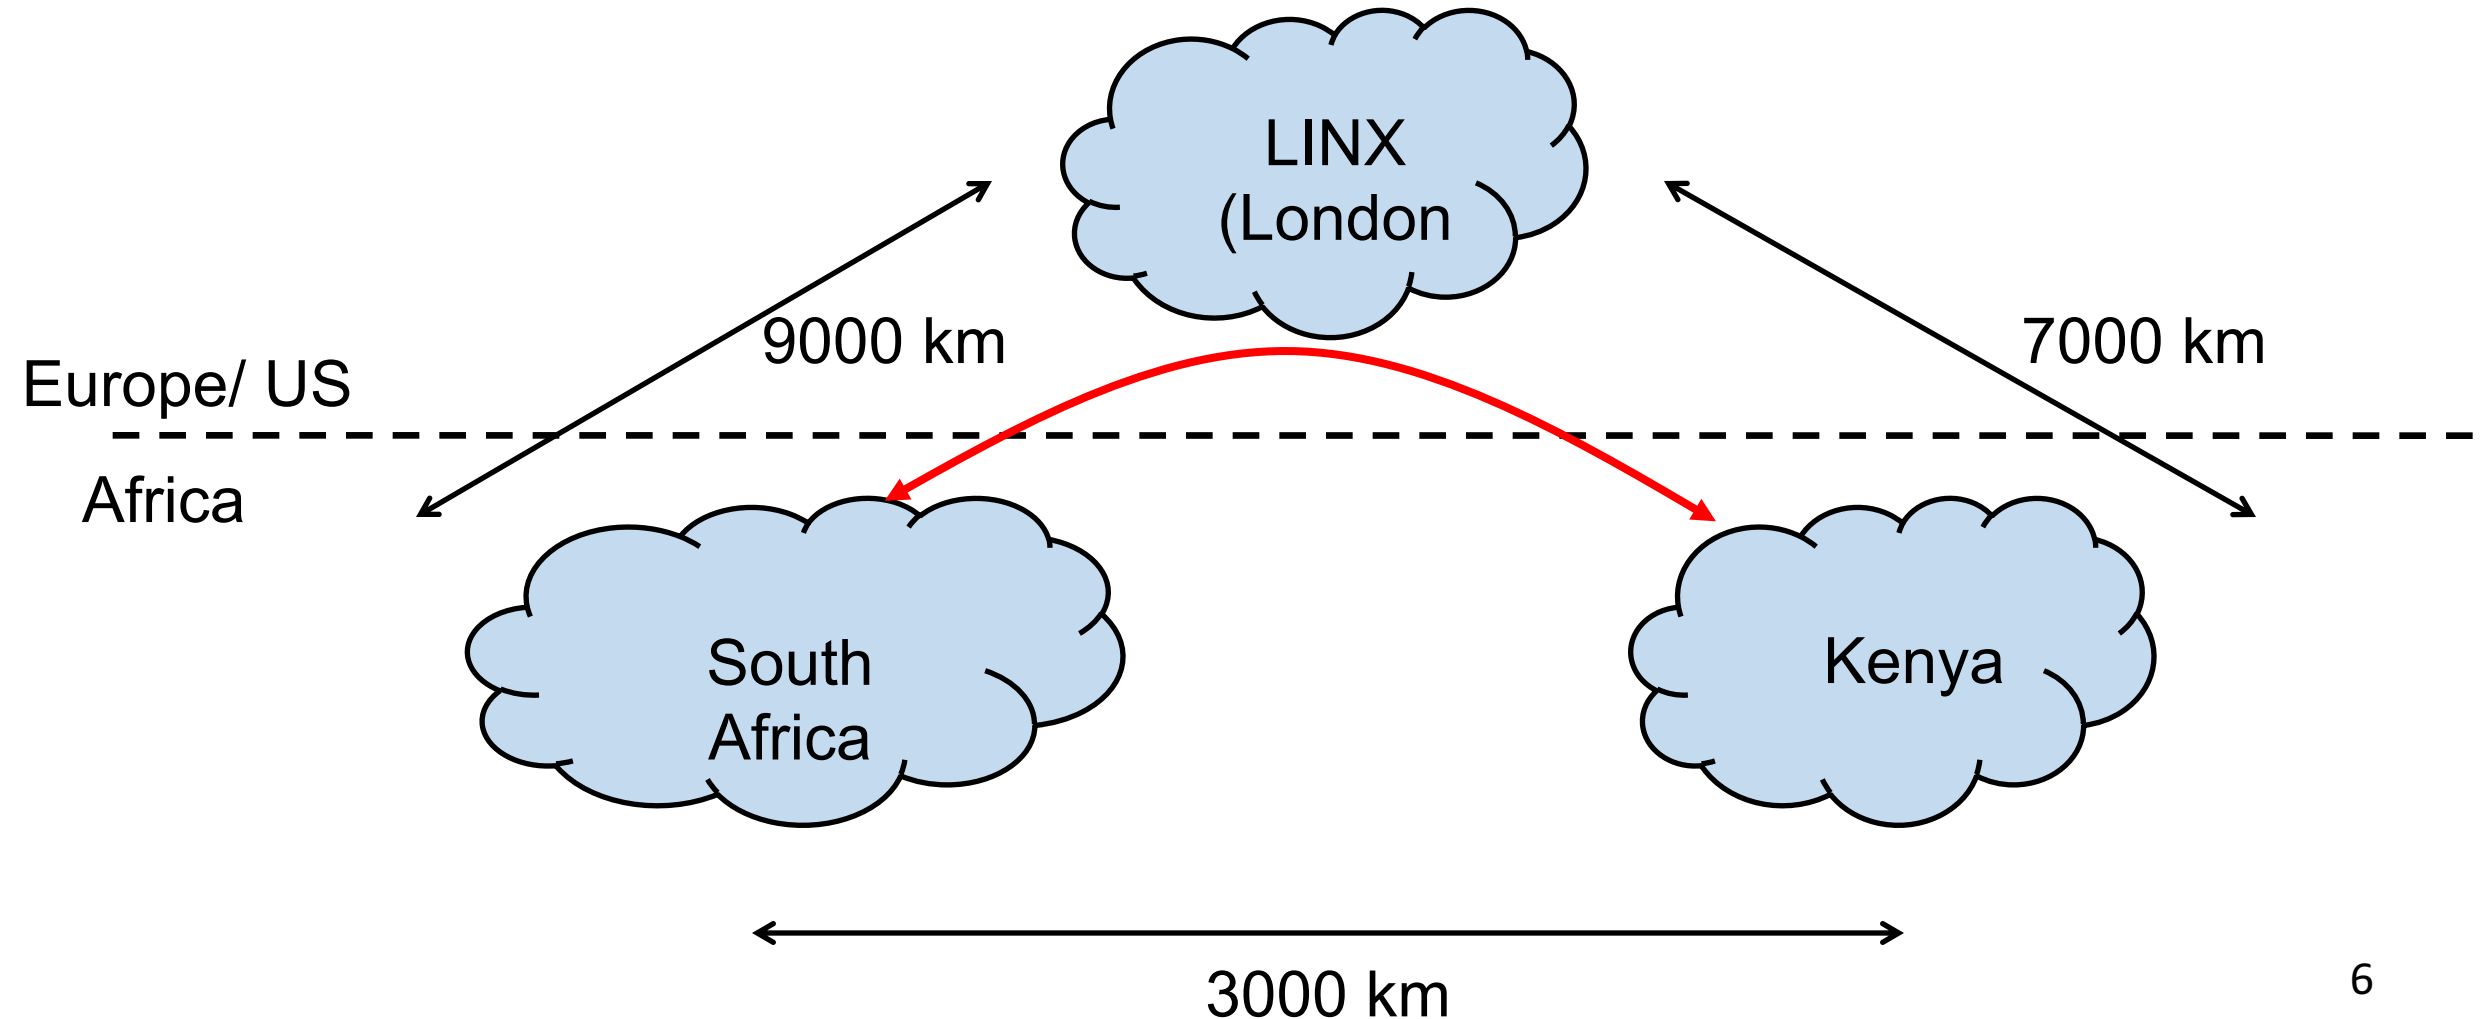 LINX
(London
9000 km
7000 km
Europe/ US
Africa
South
Africa
Kenya
3000 km
6